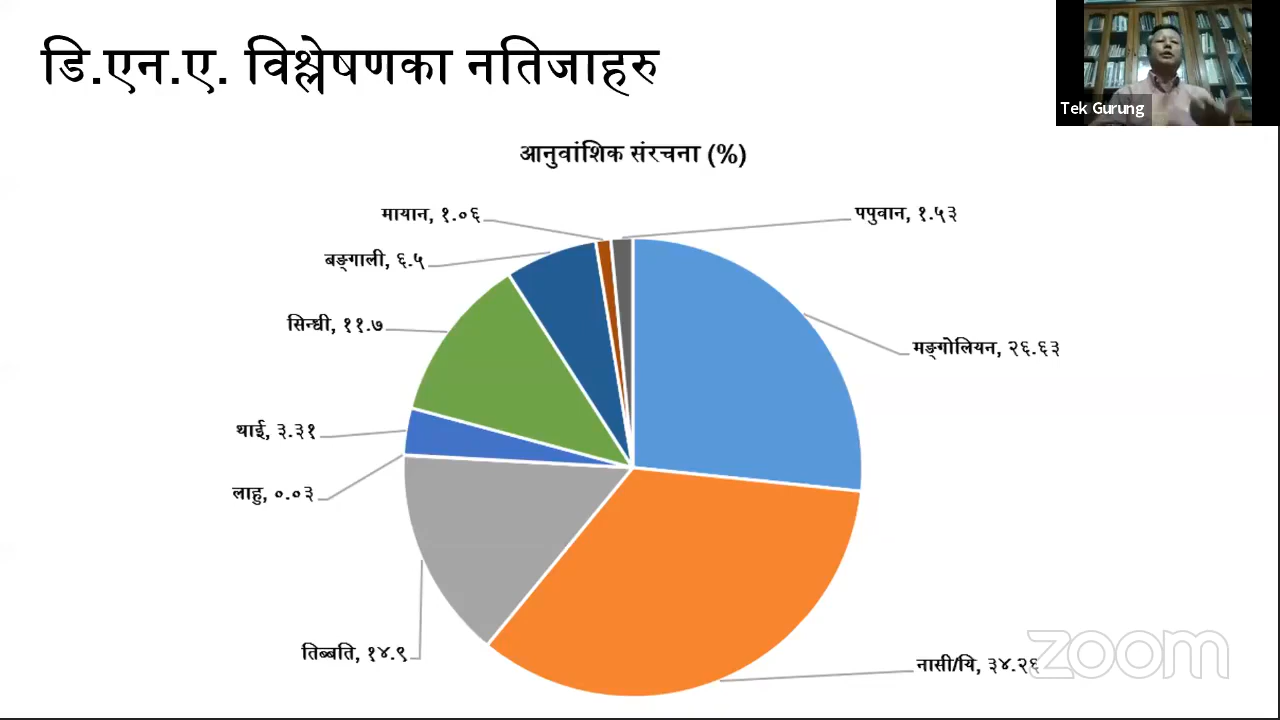 डि.एन.ए. विश्लेषणका नतिजाहरु
Tek Gurung
आनुवांशिक संरचना (%)
मायान, १.०६
पपुवान, १.५३
बङ्गाली, ६.५
सिन्धी, ११.७
मङ्गोलियन, २६.६३
थाई, ३.३१
लाहु, ०.०३
तिब्बति, १४.९
नासी/यि, ३४.२६
zoom